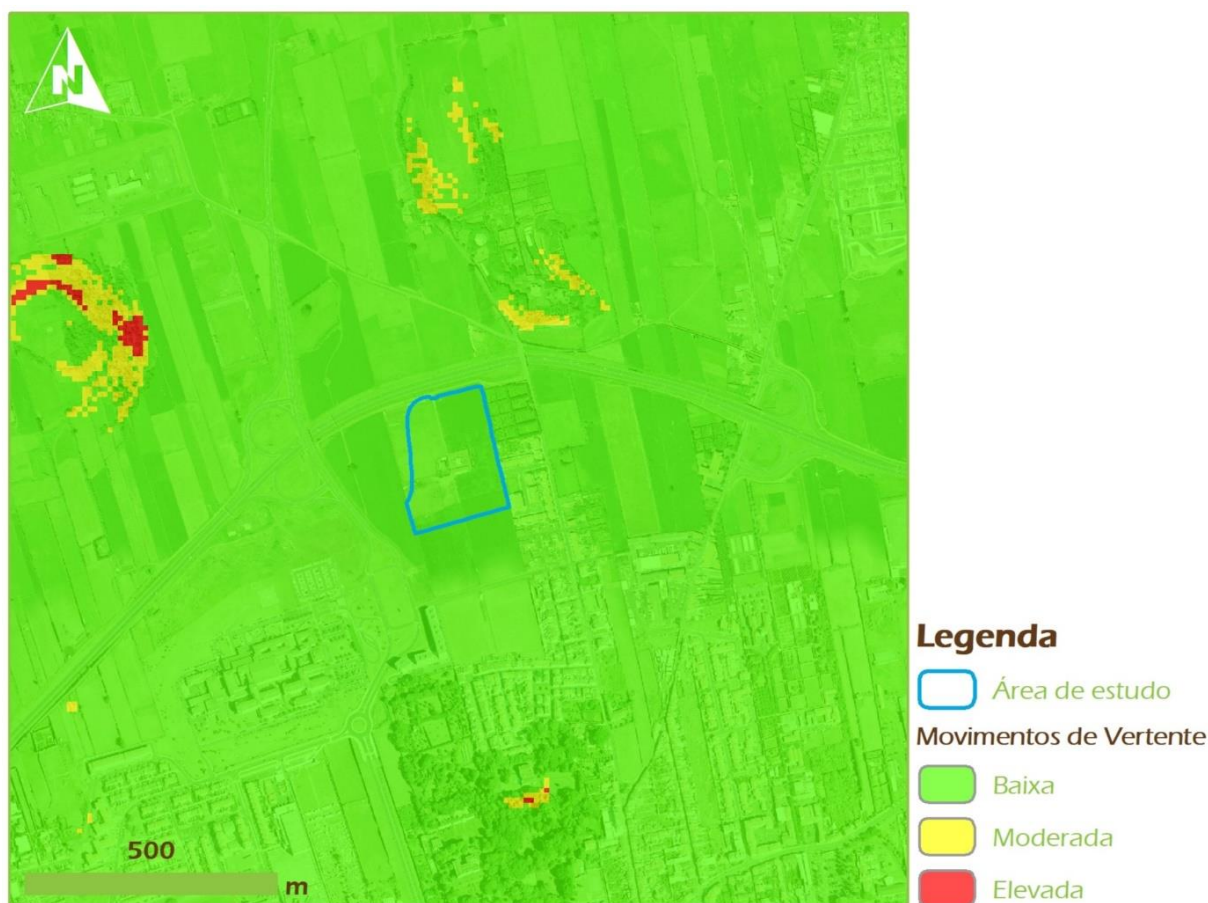 N
500
m
Legenda
Área de estudo
Movimentos de Vertente
Baixa
Moderada
Elevada